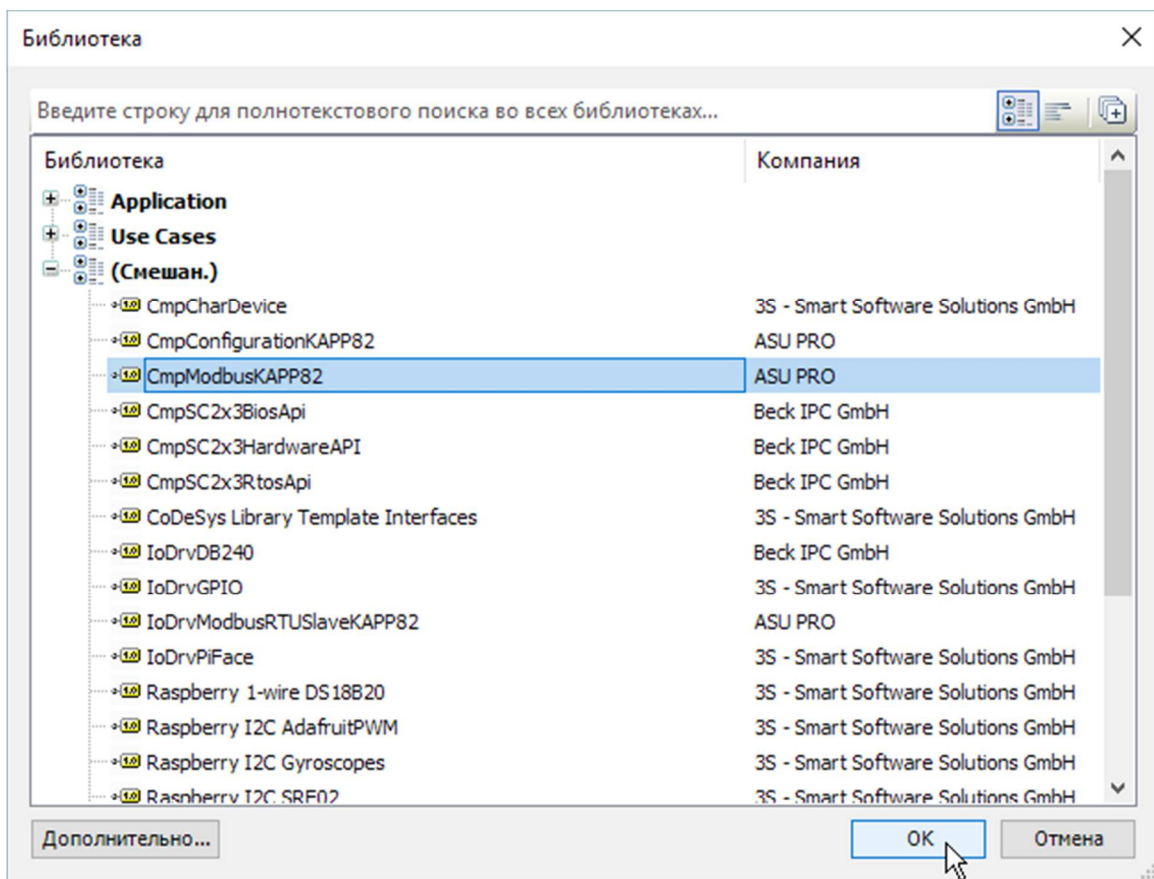 Библиотека
Введите строку для полнотекстового поиска во всех библиотеках...
Библиотека Компания
Application
Use Cases
(Смешан.)
CmpCharDevice 3S - Smart Software Solutions GmbH
CmpConfigurationKAPP82 ASU PRO
CmpModbusKAPP82 ASU PRO
CmpSC2x3BiosApi Beck IPC GmbH
CmpSC2x3HardwareAPI Beck IPC GmbH
CmpSC2x3RtosApi Beck IPC GmbH
CoDeSys Library Template Interfaces 3S - Smart Software Solutions GmbH
IoDrvDB240 Beck IPC GmbH
IoDrvGPIO 3S - Smart Software Solutions GmbH
IoDrvModbusRTUSlaveKAPP82 ASU PRO
IoDrvPiFace 3S - Smart Software Solutions GmbH
Raspberry 1-wire DS18B20 3S - Smart Software Solutions GmbH
Raspberry I2C AdafruitPWM 3S - Smart Software Solutions GmbH
Raspberry I2C Gyroscopes 3S - Smart Software Solutions GmbH
Raspberry I2C SRF02 3S - Smart Software Solutions GmbH
Дополнительно... OK Отмена